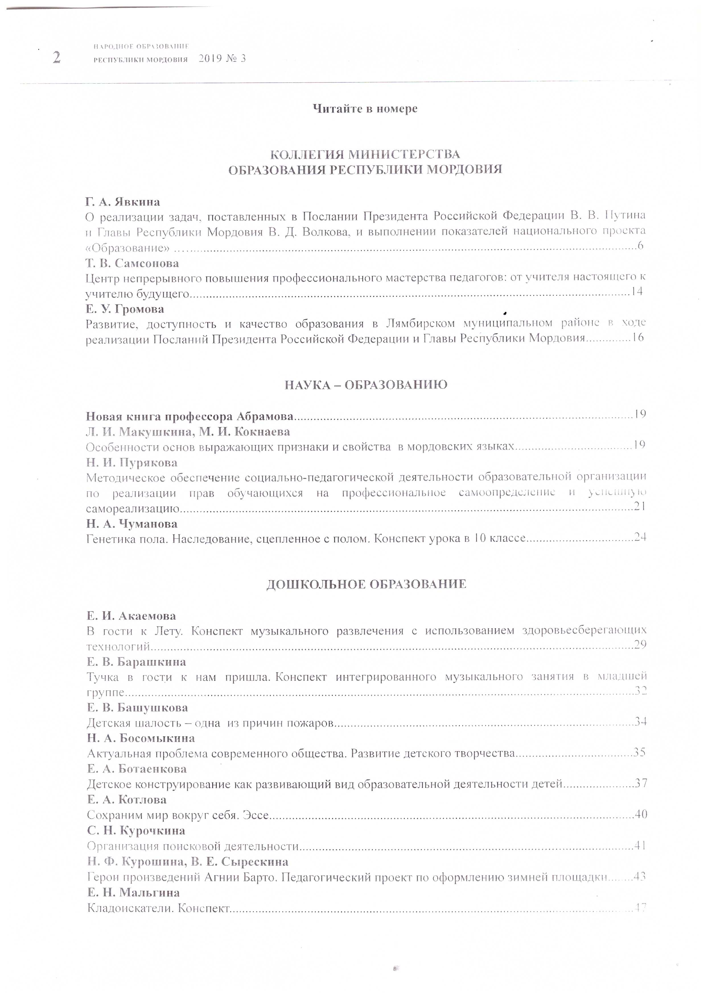 НАРОДНОЕ ОБРАЗОВАНИЕ
2 РЕСПУБЛИКИ МОРДОВИЯ 2019 № 3
Читайте в номере
КОЛЛЕГИЯ МИНИСТЕРСТВА
ОБРАЗОВАНИЯ РЕСПУБЛИКИ МОРДОВИЯ
Г. А. Явкина
О реализации задач, поставленных в Послании Президента Российской Федерации В. В. Путина
и Главы Республики Мордовия В. Д. Волкова, и выполнении показателей национального проекта
«Образование» ........................6
Т. В. Самсонова
Центр непрерывного повышения профессионального мастерства педагогов: от учителя настоящего к
учителю будущего........................14
Е. У. Громова
Развитие, доступность и качество образования в Лямбирском муниципальном районе в ходе
реализации Посланий Президента Российской Федерации и Главы Республики Мордовия..............16
НАУКА – ОБРАЗОВАНИЮ
Новая книга профессора Абрамова........................19
Л. И. Макушкина, М. И. Кокнаева
Особенности основ выражающих признаки и свойства в мордовских языках........................19
Н. И. Пурякова
Методическое обеспечение социально-педагогической деятельности образовательной организации
по реализации прав обучающихся на профессиональное самоопределение и успешную
самореализацию........................21
Н. А. Чуманова
Генетика пола. Наследование, сцепленное с полом. Конспект урока в 10 классе........................24
ДОШКОЛЬНОЕ ОБРАЗОВАНИЕ
Е. И. Акаемова
В гости к Лету. Конспект музыкального развлечения с использованием здоровьесберегающих
технологий........................29
Е. В. Барашкина
Тучка в гости к нам пришла. Конспект интегрированного музыкального занятия в младшей
группе........................32
Е. В. Башушкова
Детская шалость – одна из причин пожаров........................34
Н. А. Босомыкина
Актуальная проблема современного общества. Развитие детского творчества........................35
Е. А. Ботаенкова
Детское конструирование как развивающий вид образовательной деятельности детей........................37
Е. А. Котлова
Сохраним мир вокруг себя. Эссе........................40
С. Н. Курочкина
Организация поисковой деятельности........................41
Н. Ф. Курошина, В. Е. Сырескина
Герои произведений Агнии Барто. Педагогический проект по оформлению зимней площадки........43
Е. Н. Мальгина
Кладоискатели. Конспект........................47